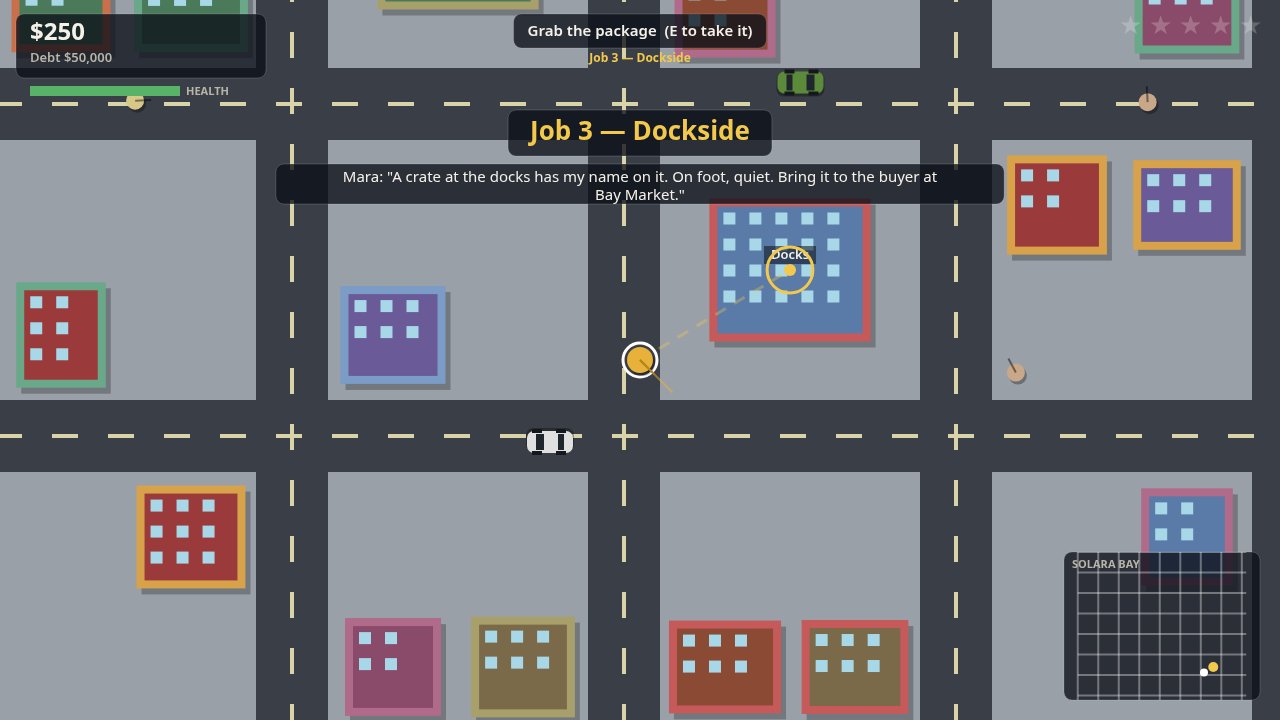 $250
Debt $50,000
HEALTH
Grab the package (E to take it)
Job 3 — Dockside
Job 3 — Dockside
Mara: "A crate at the docks has my name on it. On foot, quiet. Bring it to the buyer at
Bay Market."
Docks
SOLARA BAY